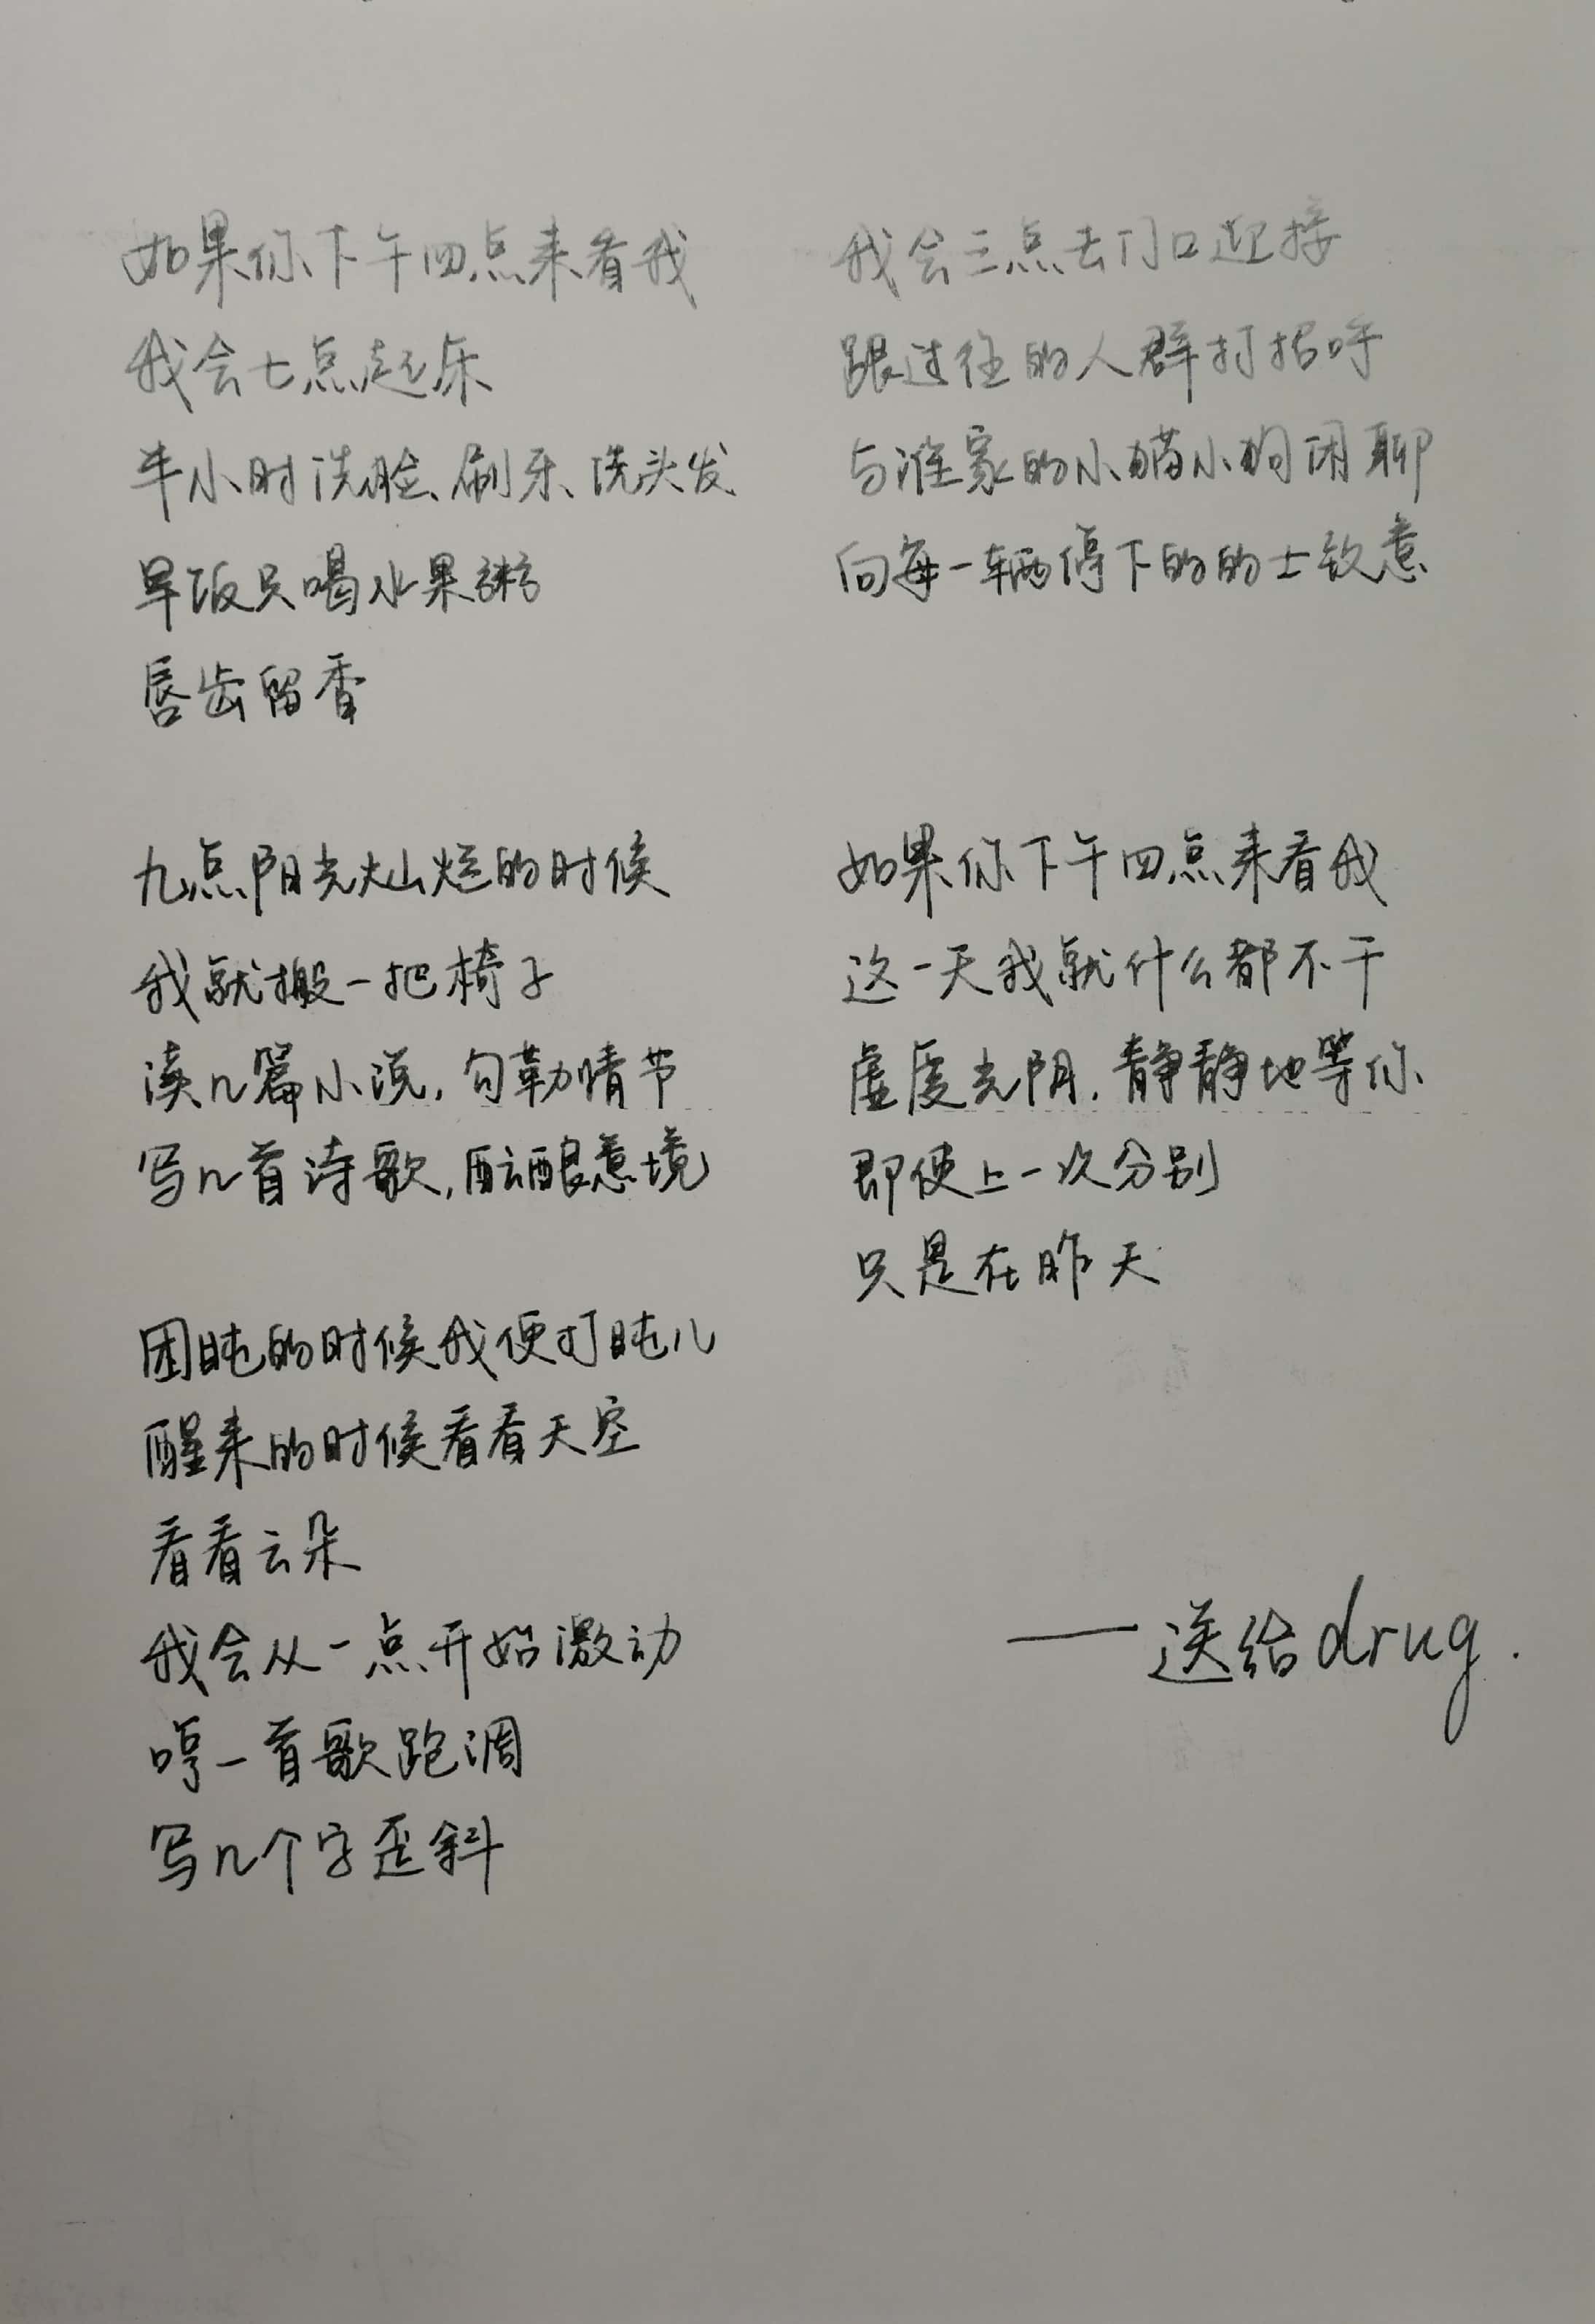 如果你下午四点来看我
我会七点起床
半小时洗脸、刷牙、洗头发
早饭只喝水果粥
唇齿留香
九点阳光灿烂的时候
我就搬一把椅子
读几篇小说,勾勒情节
写几首诗歌,酝酿意境
困盹的时候我便打盹儿
醒来的时候看看天空
看看云朵
我会从一点开始激动
哼一首歌跑调
写几个字歪斜
我会三点去门口迎接
跟过往的人群打招呼
与谁家的小猫小狗闲聊
向每一辆停下的的士致意
如果你下午四点来看我
这一天我就什么都不干
虚度光阴,静静地等你
即使上一次分别
只是在昨天
——送给drug.